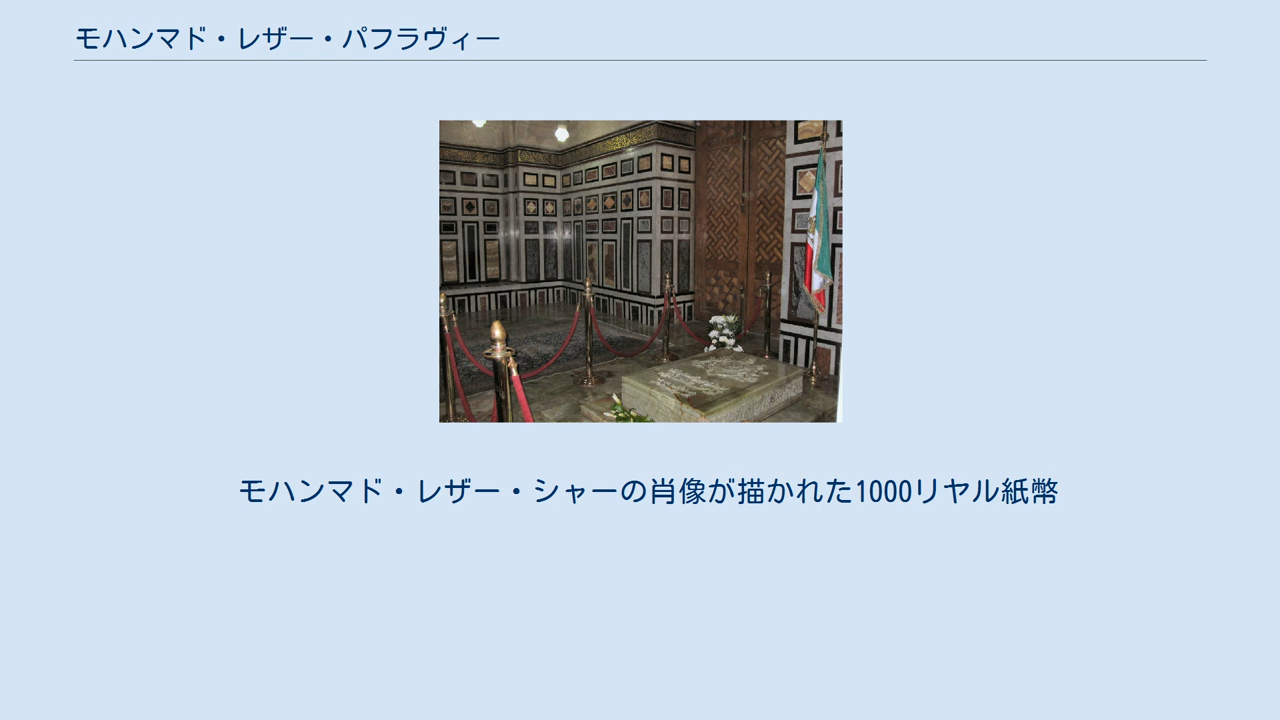 モハンマド・レザー・パフラヴィー
モハンマド・レザー・シャーの肖像が描かれた1000リヤル紙幣